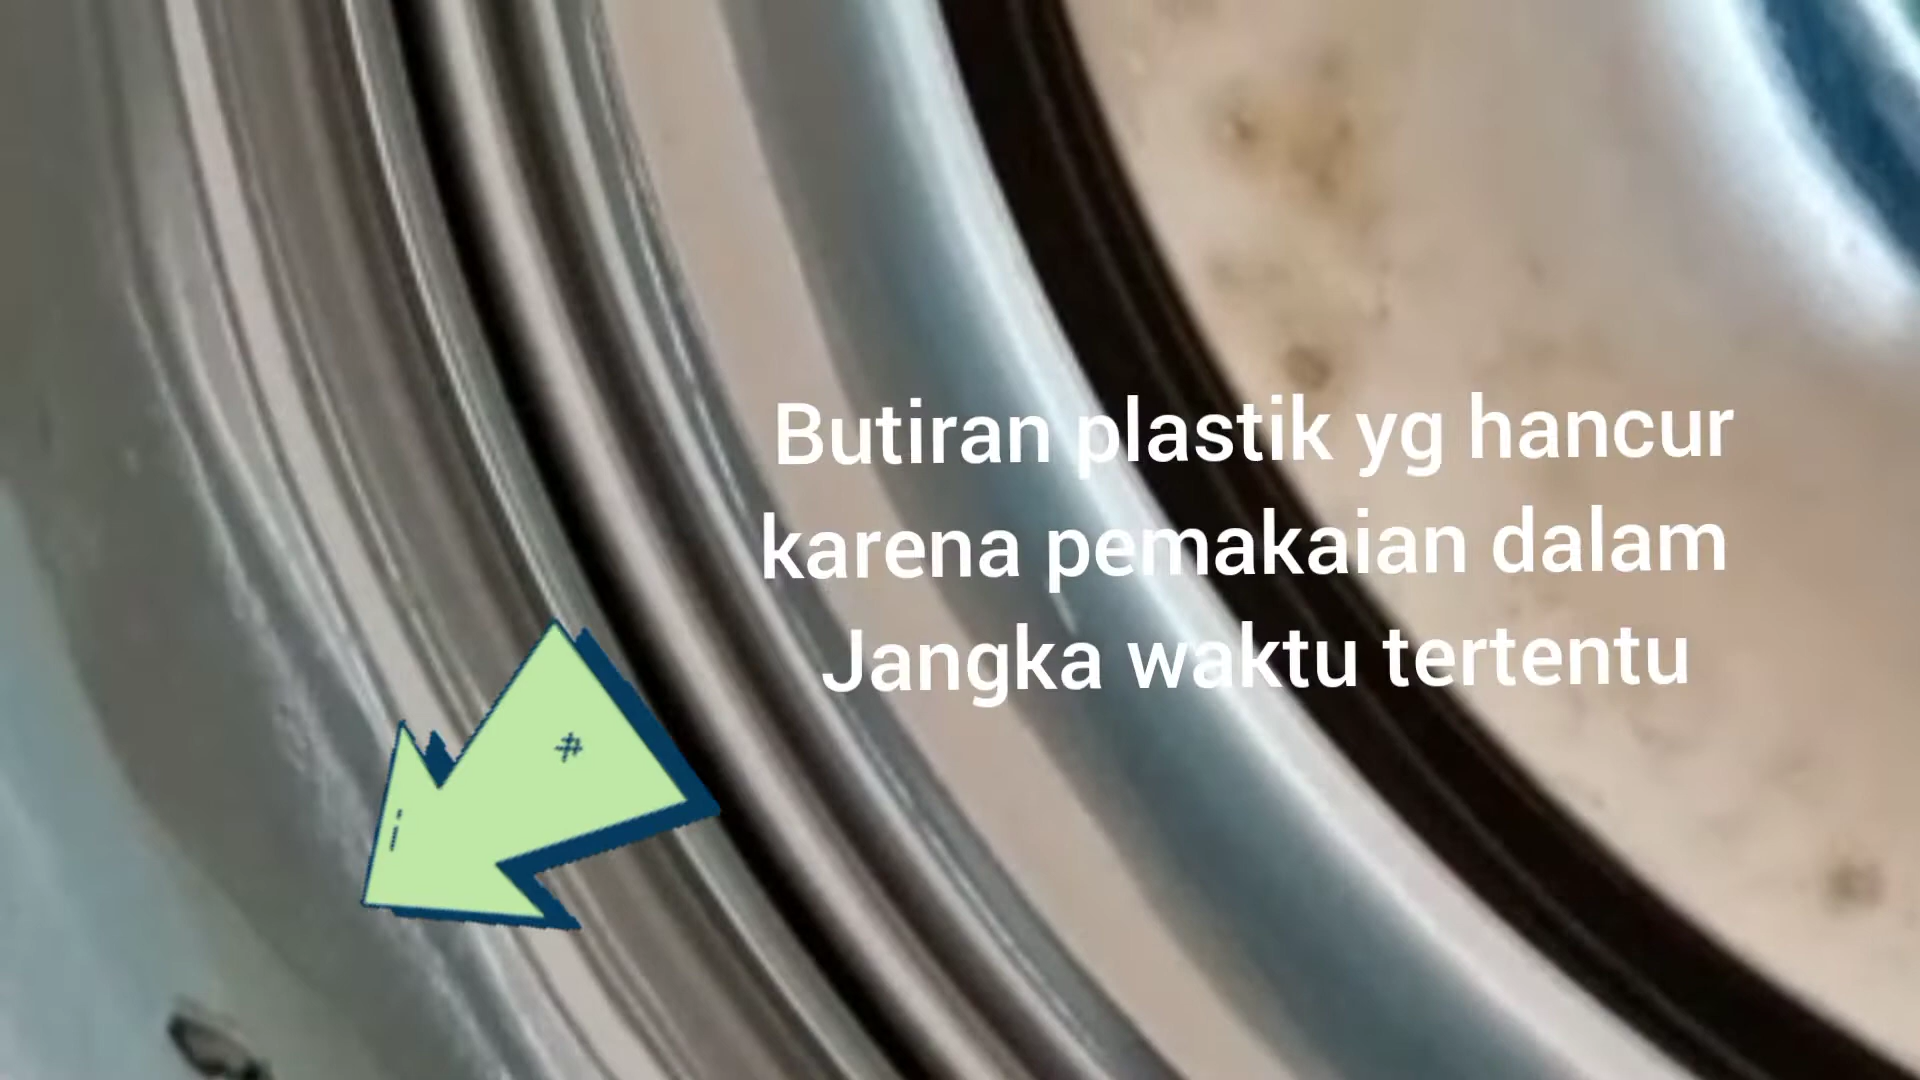 Butiran plastik yg hancur
karena pemakaian dalam
Jangka waktu tertentu